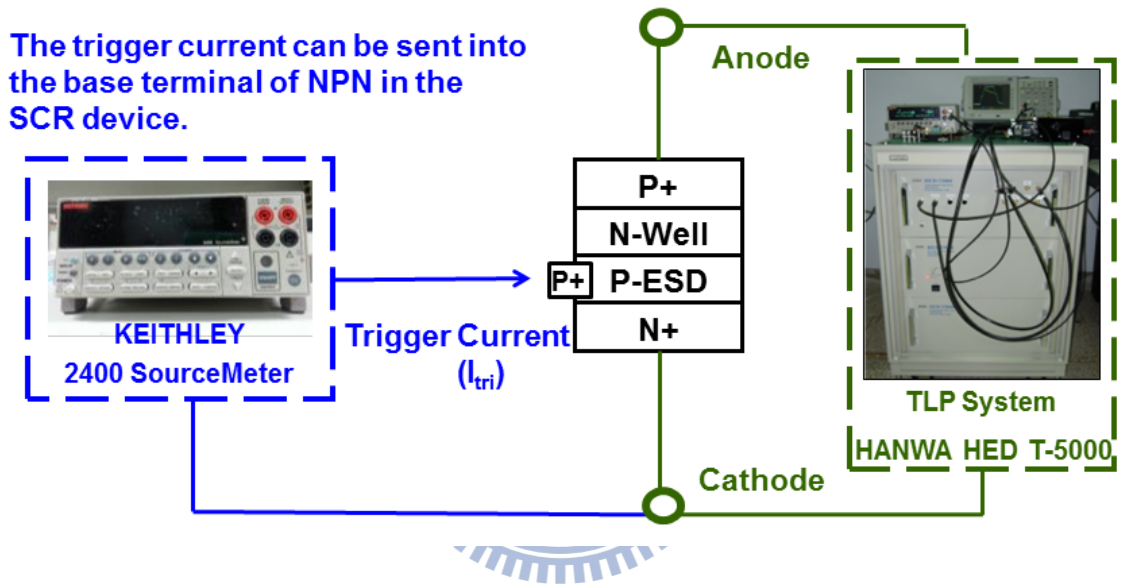 The trigger current can be sent into
the base terminal of NPN in the
SCR device.
Anode
P+
N-Well
P+
P-ESD
N+
KEITHLEY
2400 SourceMeter
Trigger Current
(Itri)
TLP System
HANWA HED T-5000
Cathode